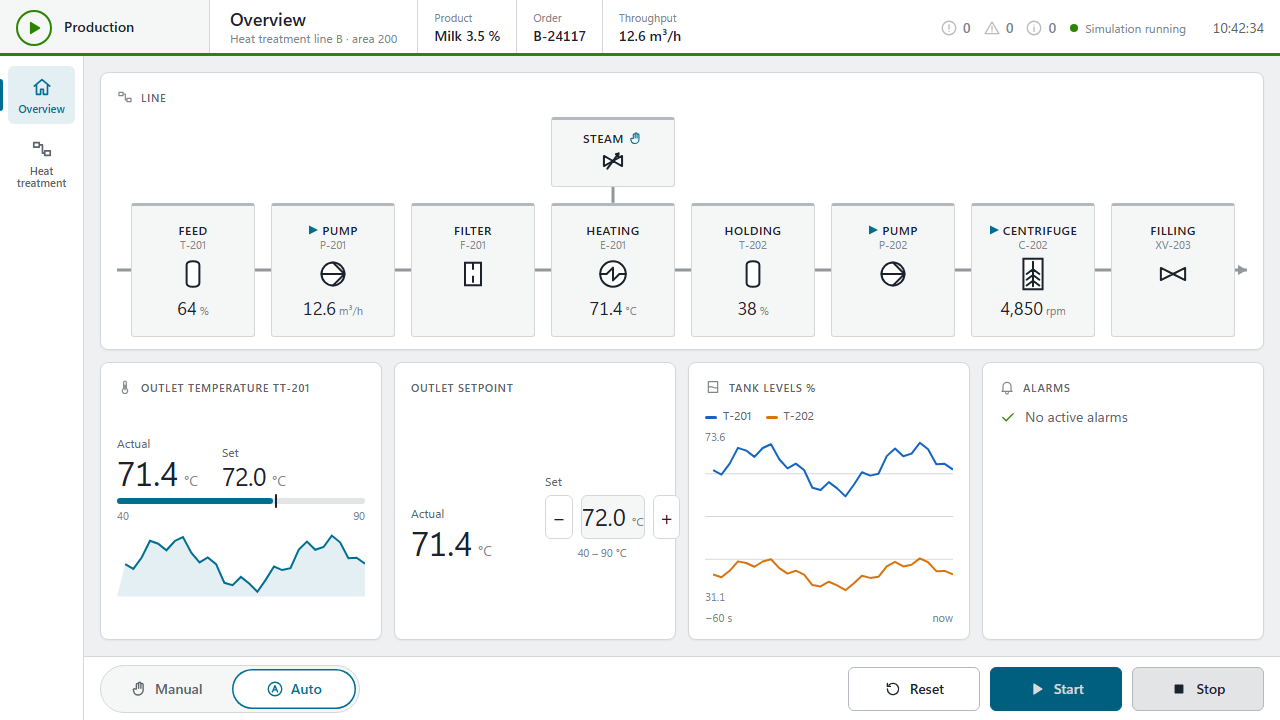 Production
Overview
Heat treatment line B · area 200
Product
Milk 3.5 %
Order
B-24117
Throughput
12.6 m³/h
0
0
0
Simulation running
10:42:34
Overview
Heat treatment
LINE
STEAM
FEED
T-201
64 %
PUMP
P-201
12.6 m³/h
FILTER
F-201
HEATING
E-201
71.4 °C
HOLDING
T-202
38 %
PUMP
P-202
CENTRIFUGE
C-202
4,850 rpm
FILLING
XV-203
OUTLET TEMPERATURE TT-201
Actual
71.4 °C
Set
72.0 °C
40
90
OUTLET SETPOINT
Actual
71.4 °C
Set
− 72.0 °C +
40 – 90 °C
TANK LEVELS %
T-201
T-202
73.6
31.1
−60 s
now
ALARMS
No active alarms
Manual
A Auto
Reset
Start
Stop